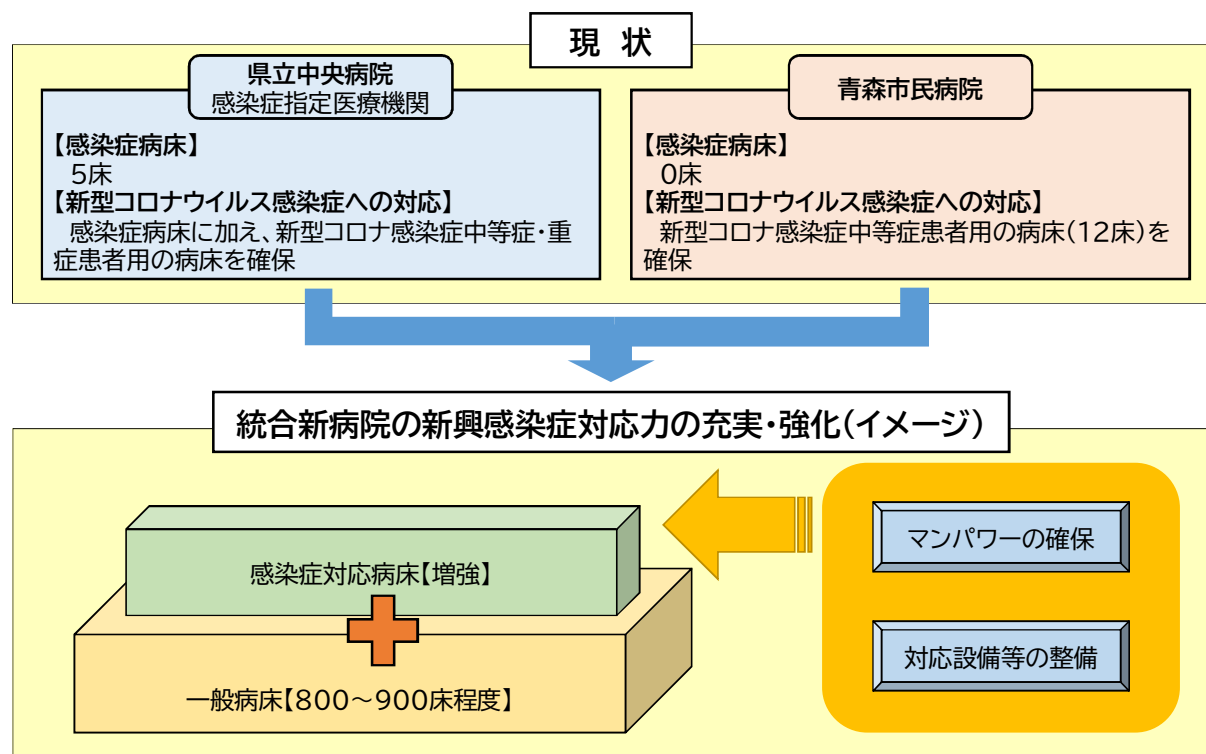 現 状
県立中央病院
感染症指定医療機関
【感染症病床】
5床
【新型コロナウイルス感染症への対応】
感染症病床に加え、新型コロナ感染症中等症・重
症患者用の病床を確保
青森市民病院
【感染症病床】
0床
【新型コロナウイルス感染症への対応】
新型コロナ感染症中等症患者用の病床(12床)を
確保
統合新病院の新興感染症対応力の充実・強化(イメージ)
感染症対応病床【増強】
一般病床【800～900床程度】
マンパワーの確保
対応設備等の整備